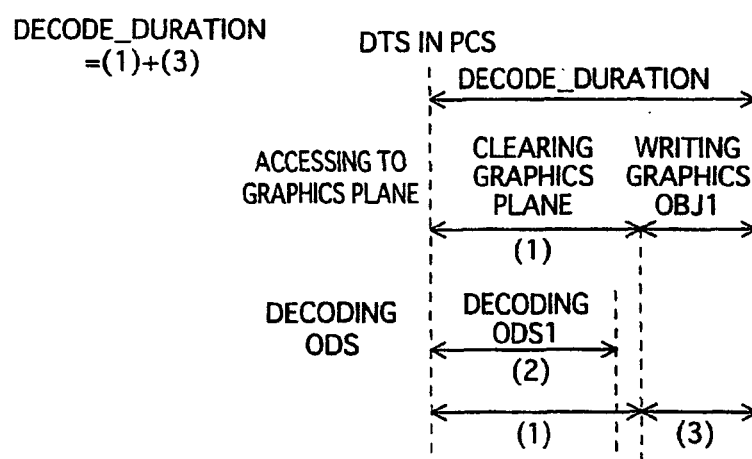 DECODE_DURATION
=(1)+(3)
DTS IN PCS
DECODE_DURATION
ACCESSING TO
GRAPHICS PLANE
CLEARING
GRAPHICS
PLANE
WRITING
GRAPHICS
OBJ1
(1)
DECODING
ODS
DECODING
ODS1
(2)
(1)
(3)